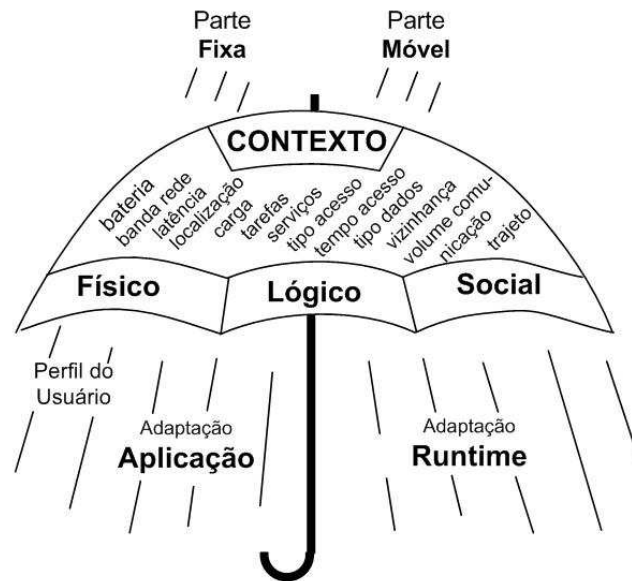 Parte
Fixa
Parte
Móvel
CONTEXTO
bateria
banda rede
latência
localização
carga
tarefas
serviços
tipo acesso
tempo acesso
tipo dados
vizinhança
volume comu-
nicação
trajeto
Físico
Lógico
Social
Perfil do
Usuário
Adaptação
Aplicação
Adaptação
Runtime